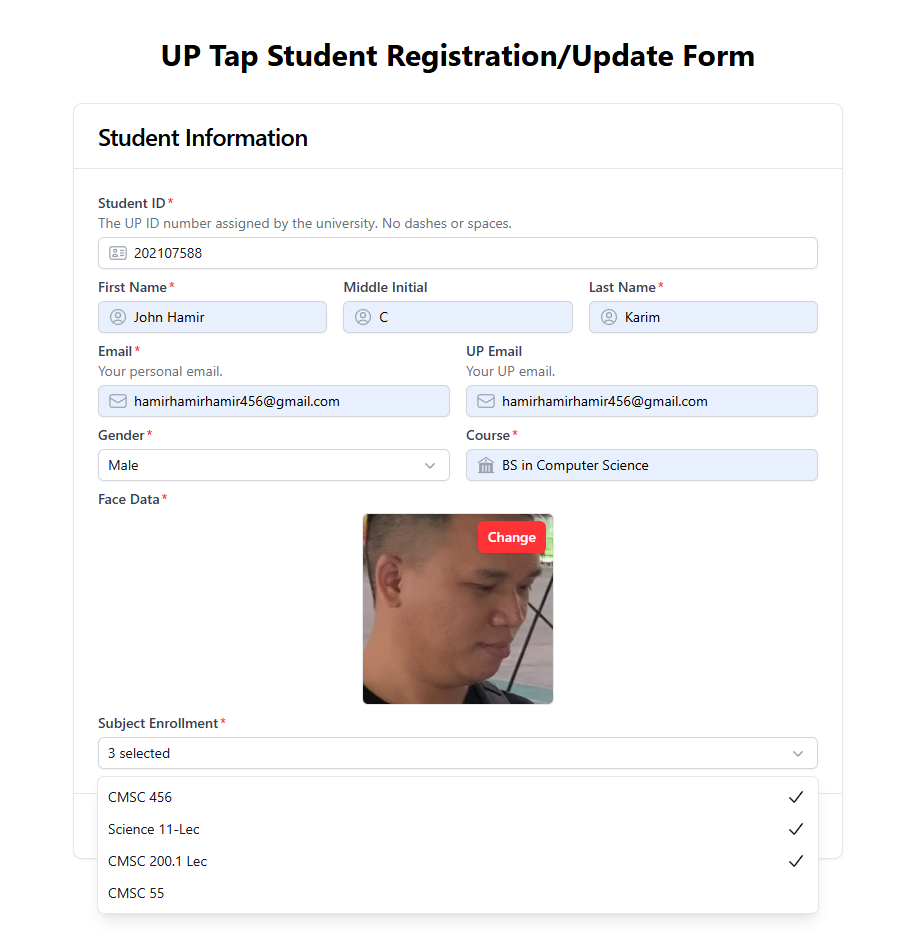 UP Tap Student Registration/Update Form
Student Information
Student ID*
The UP ID number assigned by the university. No dashes or spaces.
202107588
First Name* Middle Initial Last Name*
John Hamir C Karim
Email* UP Email
Your personal email. Your UP email.
hamirhamirhamir456@gmail.com hamirhamirhamir456@gmail.com
Gender* Course*
Male BS in Computer Science
Face Data*
Change
Subject Enrollment*
3 selected
CMSC 456
Science 11-Lec
CMSC 200.1 Lec
CMSC 55